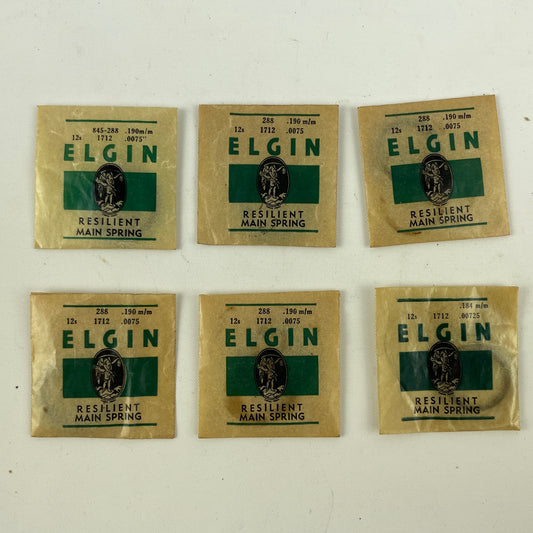 845-288 .190m/m
12s 1712 .0075"
ELGIN
RESILIENT
MAIN SPRING
288 .190 m/m
12s 1712 .0075
ELGIN
RESILIENT
MAIN SPRING
288 .190 m/m
12s 1712 .0075
ELGIN
RESILIENT
MAIN SPRING
288 .190 m/m
12s 1712 .0075
ELGIN
RESILIENT
MAIN SPRING
288 .190 m/m
12s 1712 .0075
ELGIN
RESILIENT
MAIN SPRING
.184 m/m
12s 1712 .00725
ELGIN
RESILIENT
MAIN SPRING